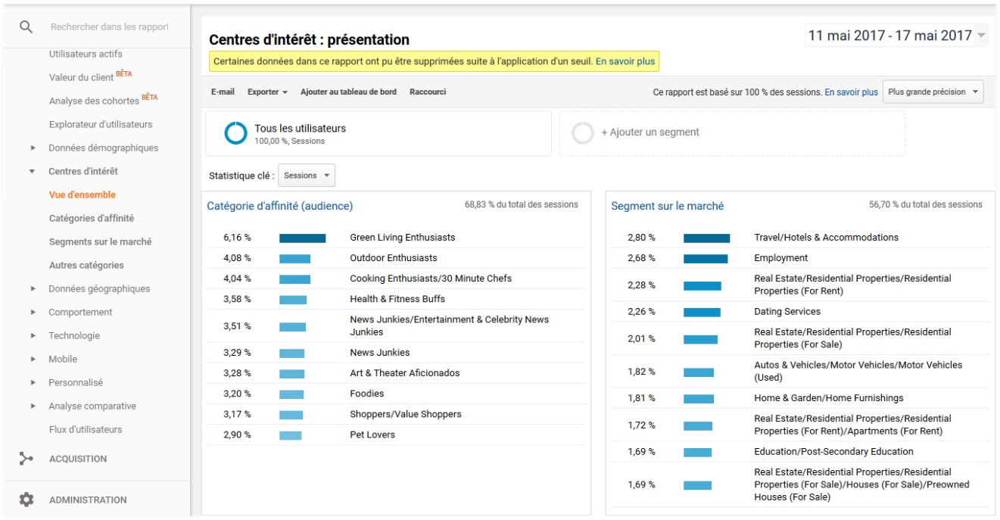 Rechercher dans les rapport
Utilisateurs actifs
Valeur du client BÊTA
Analyse des cohortes BÊTA
Explorateur d'utilisateurs
Données démographiques
Centres d'intérêt
Vue d'ensemble
Catégories d'affinité
Segments sur le marché
Autres catégories
Données géographiques
Comportement
Technologie
Mobile
Personnalisé
Analyse comparative
Flux d'utilisateurs
ACQUISITION
ADMINISTRATION
Centres d'intérêt : présentation
11 mai 2017 - 17 mai 2017
Certaines données dans ce rapport ont pu être supprimées suite à l'application d'un seuil. En savoir plus
E-mail Exporter Ajouter au tableau de bord Raccourci
Ce rapport est basé sur 100 % des sessions. En savoir plus Plus grande précision
Tous les utilisateurs
100,00 %, Sessions
+ Ajouter un segment
Statistique clé : Sessions
Catégorie d'affinité (audience) 68,83 % du total des sessions
6,16 % Green Living Enthusiasts
4,08 % Outdoor Enthusiasts
4,04 % Cooking Enthusiasts/30 Minute Chefs
3,58 % Health & Fitness Buffs
3,51 % News Junkies/Entertainment & Celebrity News
Junkies
3,29 % News Junkies
3,28 % Art & Theater Aficionados
3,20 % Foodies
3,17 % Shoppers/Value Shoppers
2,90 % Pet Lovers
Segment sur le marché 56,70 % du total des sessions
2,80 % Travel/Hotels & Accommodations
2,68 % Employment
2,28 % Real Estate/Residential Properties/Residential
Properties (For Rent)
2,26 % Dating Services
2,01 % Real Estate/Residential Properties/Residential
Properties (For Sale)
1,82 % Autos & Vehicles/Motor Vehicles/Motor Vehicles
(Used)
1,81 % Home & Garden/Home Furnishings
1,72 % Real Estate/Residential Properties/Residential
Properties (For Rent)/Apartments (For Rent)
1,69 % Education/Post-Secondary Education
1,69 % Real Estate/Residential Properties/Residential
Properties (For Sale)/Houses (For Sale)/Preowned
Houses (For Sale)